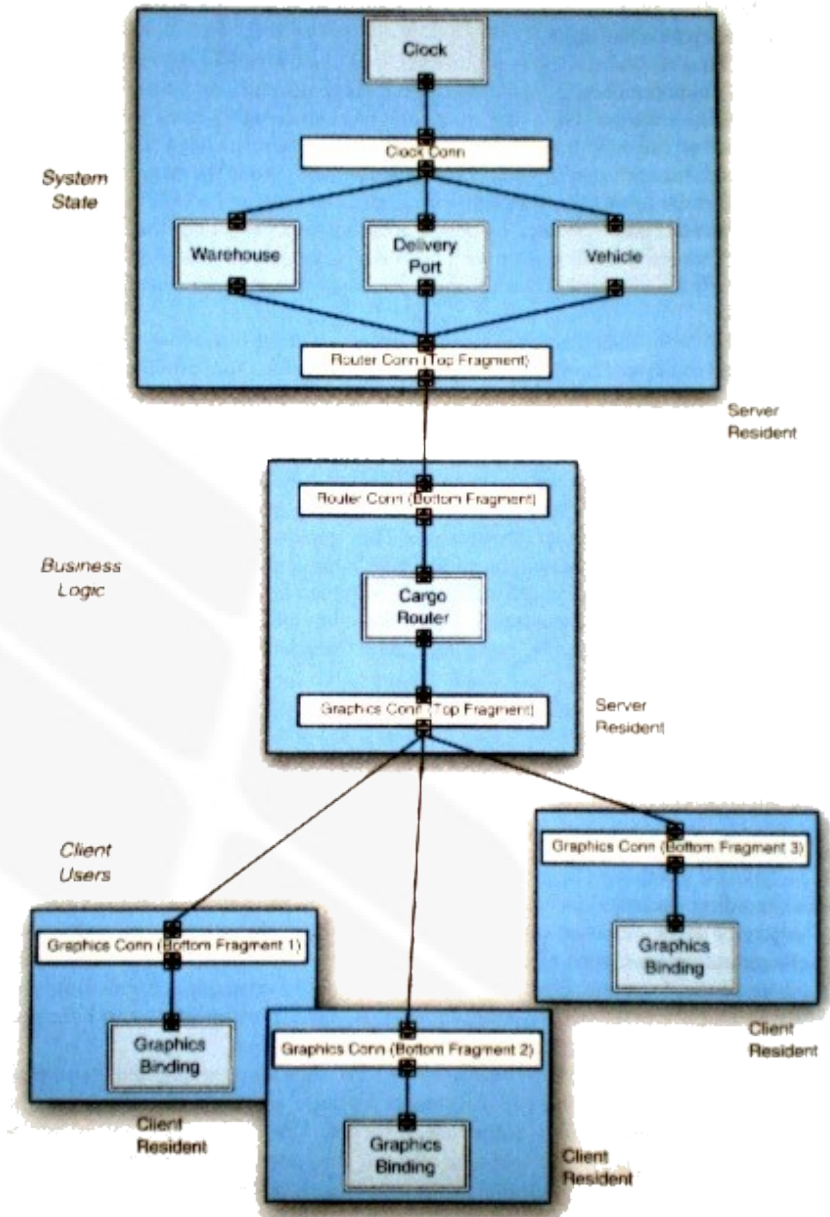 Clock
Clock Conn
System
State
Warehouse
Delivery
Port
Vehicle
Router Conn (Top Fragment)
Server
Resident
Router Conn (Bottom Fragment)
Business
Logic
Cargo
Router
Graphics Conn (Top Fragment)
Server
Resident
Client
Users
Graphics Conn (Bottom Fragment 3)
Graphics
Binding
Client
Resident
Graphics Conn (Bottom Fragment 1)
Graphics
Binding
Client
Resident
Graphics Conn (Bottom Fragment 2)
Graphics
Binding
Client
Resident